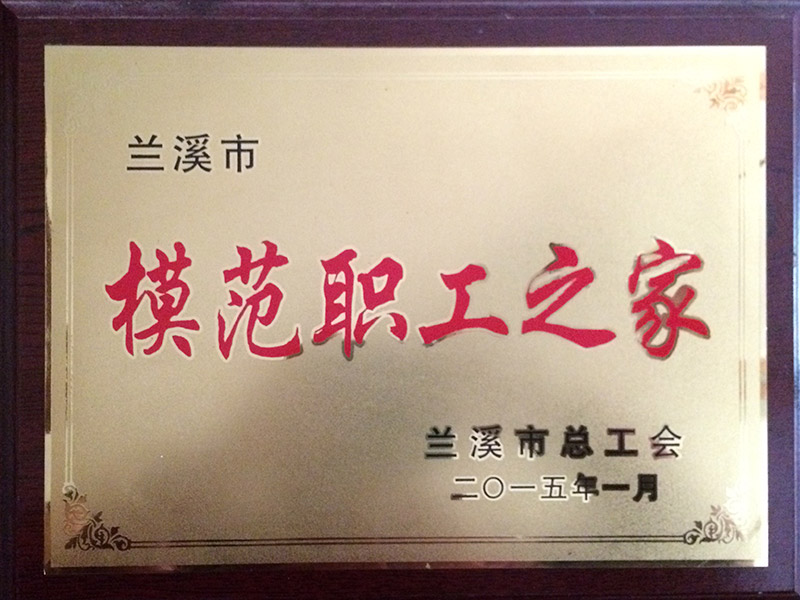 兰溪市
模范职工之家
兰溪市总工会
二〇一五年一月